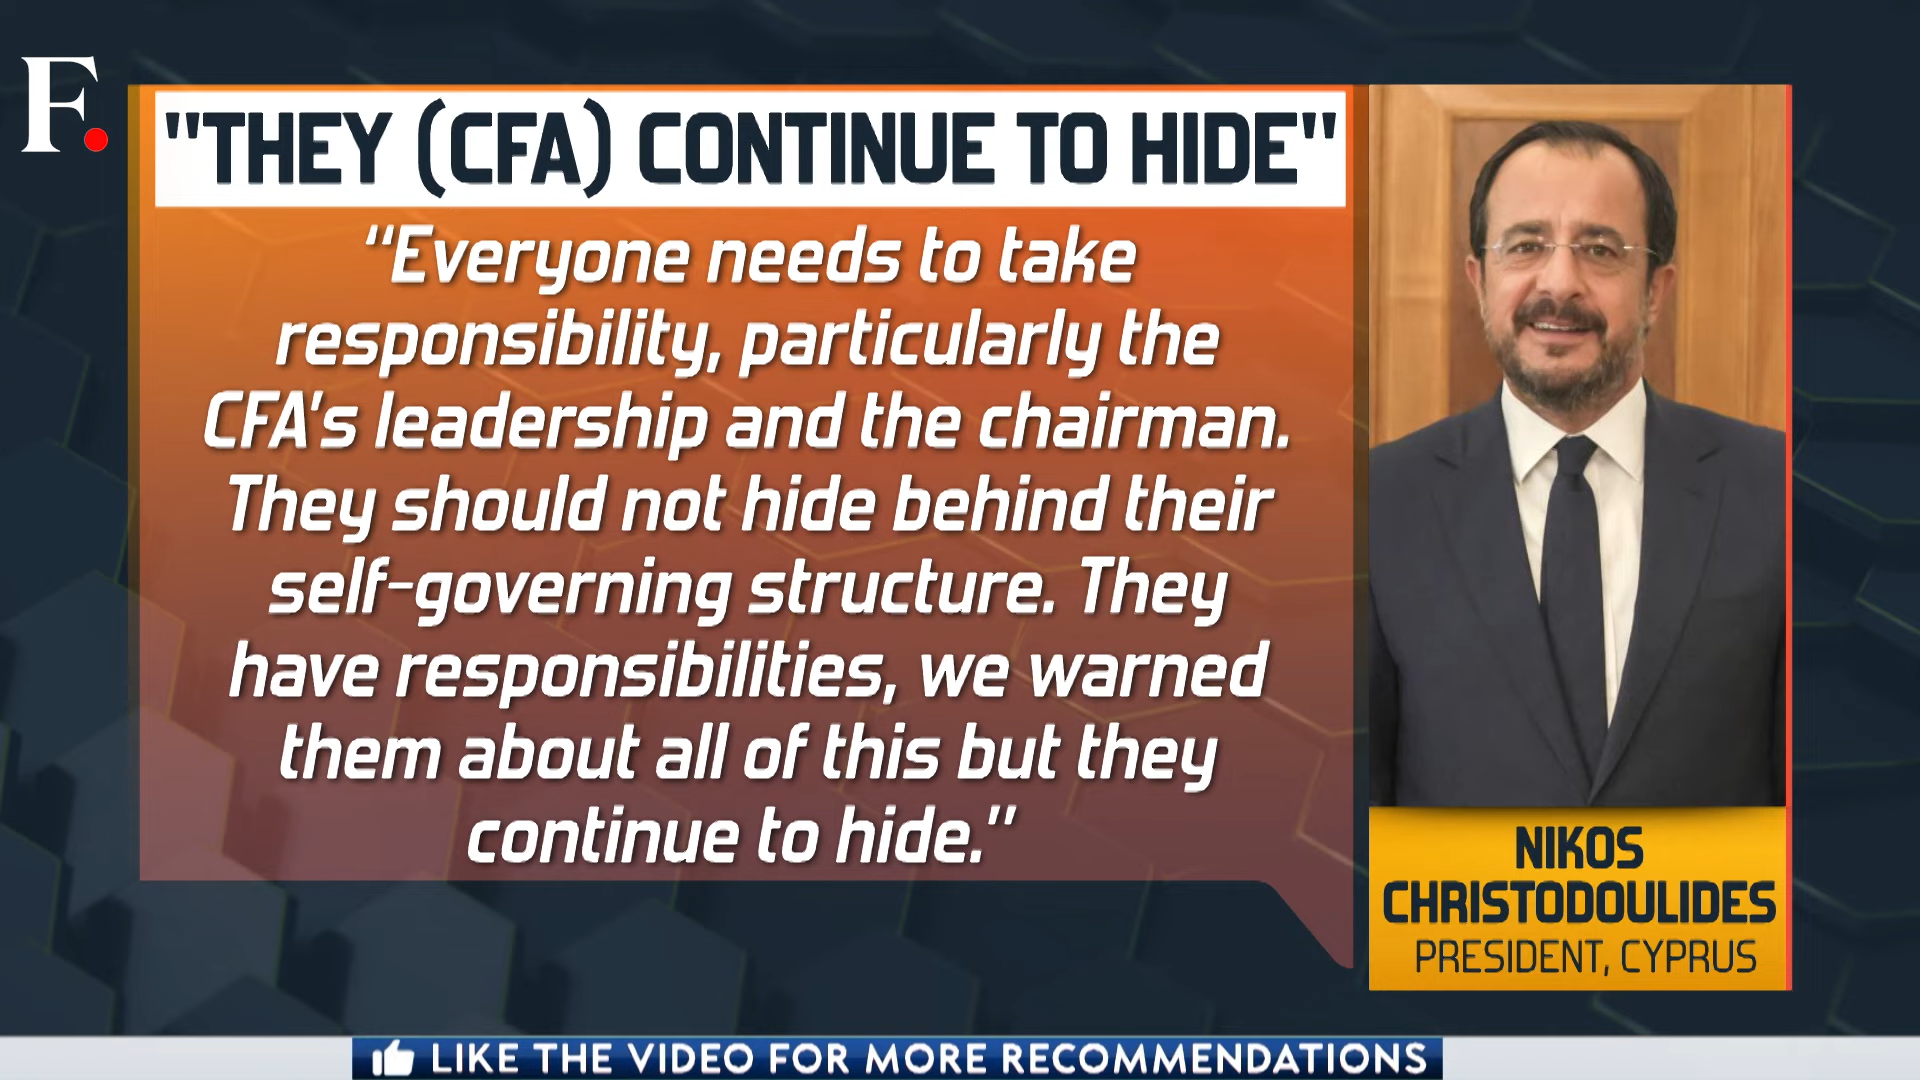 F.
"THEY (CFA) CONTINUE TO HIDE"
“Everyone needs to take
responsibility, particularly the
CFA's leadership and the chairman.
They should not hide behind their
self-governing structure. They
have responsibilities, we warned
them about all of this but they
continue to hide.”
NIKOS
CHRISTODOULIDES
PRESIDENT, CYPRUS
LIKE THE VIDEO FOR MORE RECOMMENDATIONS